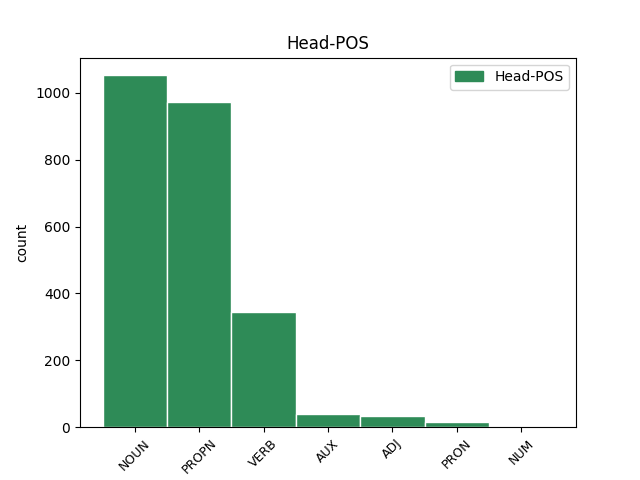 Head-POS
Head-POS
1000
800
600
400
200
0
count
NOUN
PROPN
VERB
AUX
ADJ
PRON
NUM